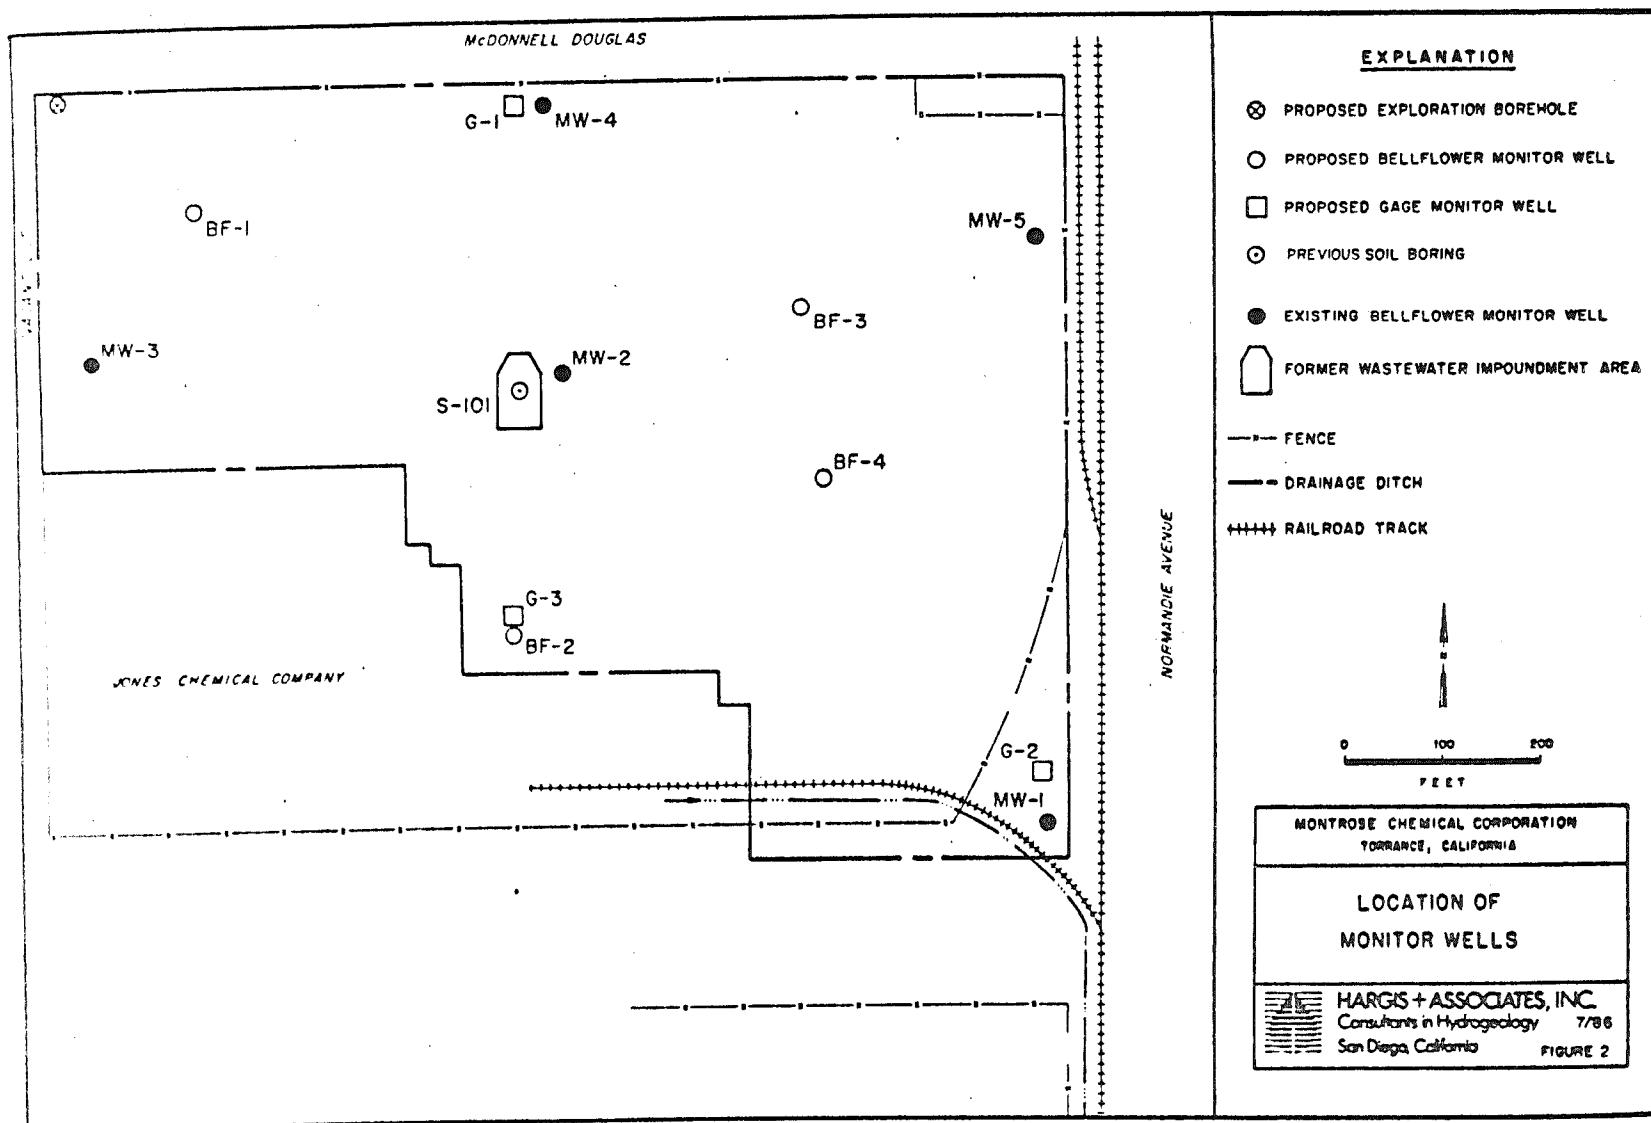 McDONNELL DOUGLAS
G-1
MW-4
BF-1
MW-5
BF-3
MW-3
MW-2
S-101
BF-4
G-3
BF-2
JONES CHEMICAL COMPANY
G-2
MW-1
NORMANDIE AVENUE
EXPLANATION
PROPOSED EXPLORATION BOREHOLE
PROPOSED BELLFLOWER MONITOR WELL
PROPOSED GAGE MONITOR WELL
PREVIOUS SOIL BORING
EXISTING BELLFLOWER MONITOR WELL
FORMER WASTEWATER IMPOUNDMENT AREA
FENCE
DRAINAGE DITCH
RAILROAD TRACK
0 100 200
FEET
MONTROSE CHEMICAL CORPORATION
TORRANCE, CALIFORNIA
LOCATION OF
MONITOR WELLS
HARGIS + ASSOCIATES, INC.
Consultants in Hydrogeology 7/86
San Diego, California FIGURE 2